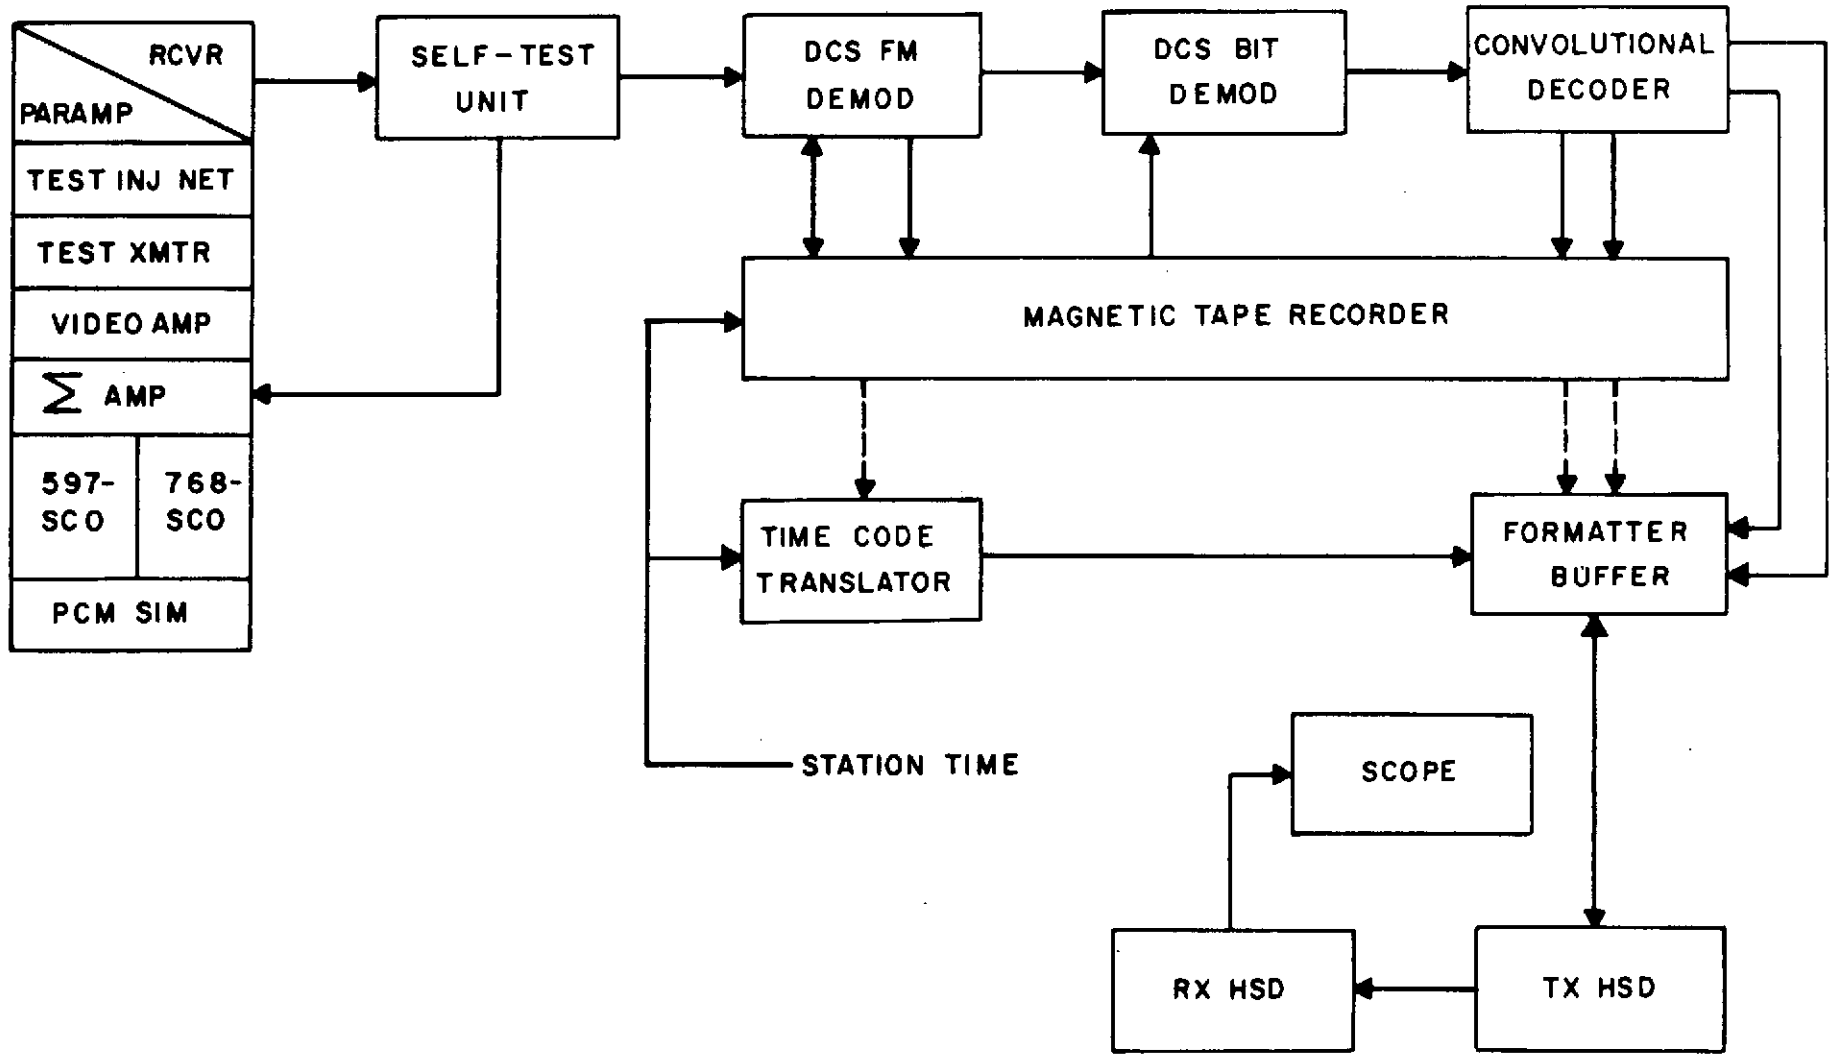 RCVR
PARAMP
TEST INJ NET
TEST XMTR
VIDEO AMP
Σ AMP
597-
SCO
768-
SCO
PCM SIM
SELF-TEST
UNIT
DCS FM
DEMOD
DCS BIT
DEMOD
CONVOLUTIONAL
DECODER
MAGNETIC TAPE RECORDER
TIME CODE
TRANSLATOR
FORMATTER
BUFFER
STATION TIME
SCOPE
RX HSD
TX HSD